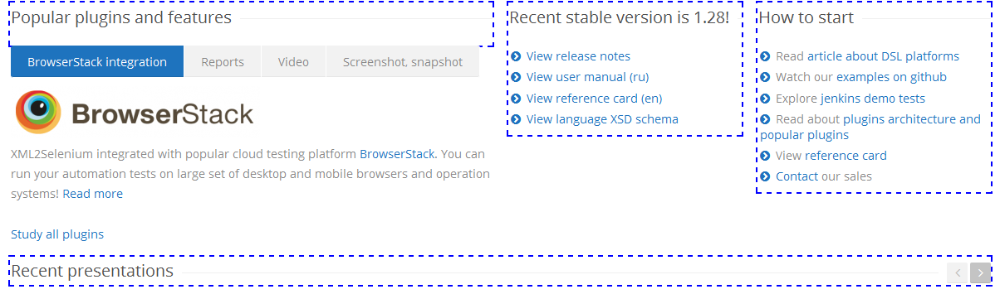 Popular plugins and features
BrowserStack integration
Reports
Video
Screenshot, snapshot
BrowserStack
XML2Selenium integrated with popular cloud testing platform BrowserStack. You can
run your automation tests on large set of desktop and mobile browsers and operation
systems! Read more
Study all plugins
Recent stable version is 1.28!
View release notes
View user manual (ru)
View reference card (en)
View language XSD schema
How to start
Read article about DSL platforms
Watch our examples on github
Explore jenkins demo tests
Read about plugins architecture and
popular plugins
View reference card
Contact our sales
Recent presentations